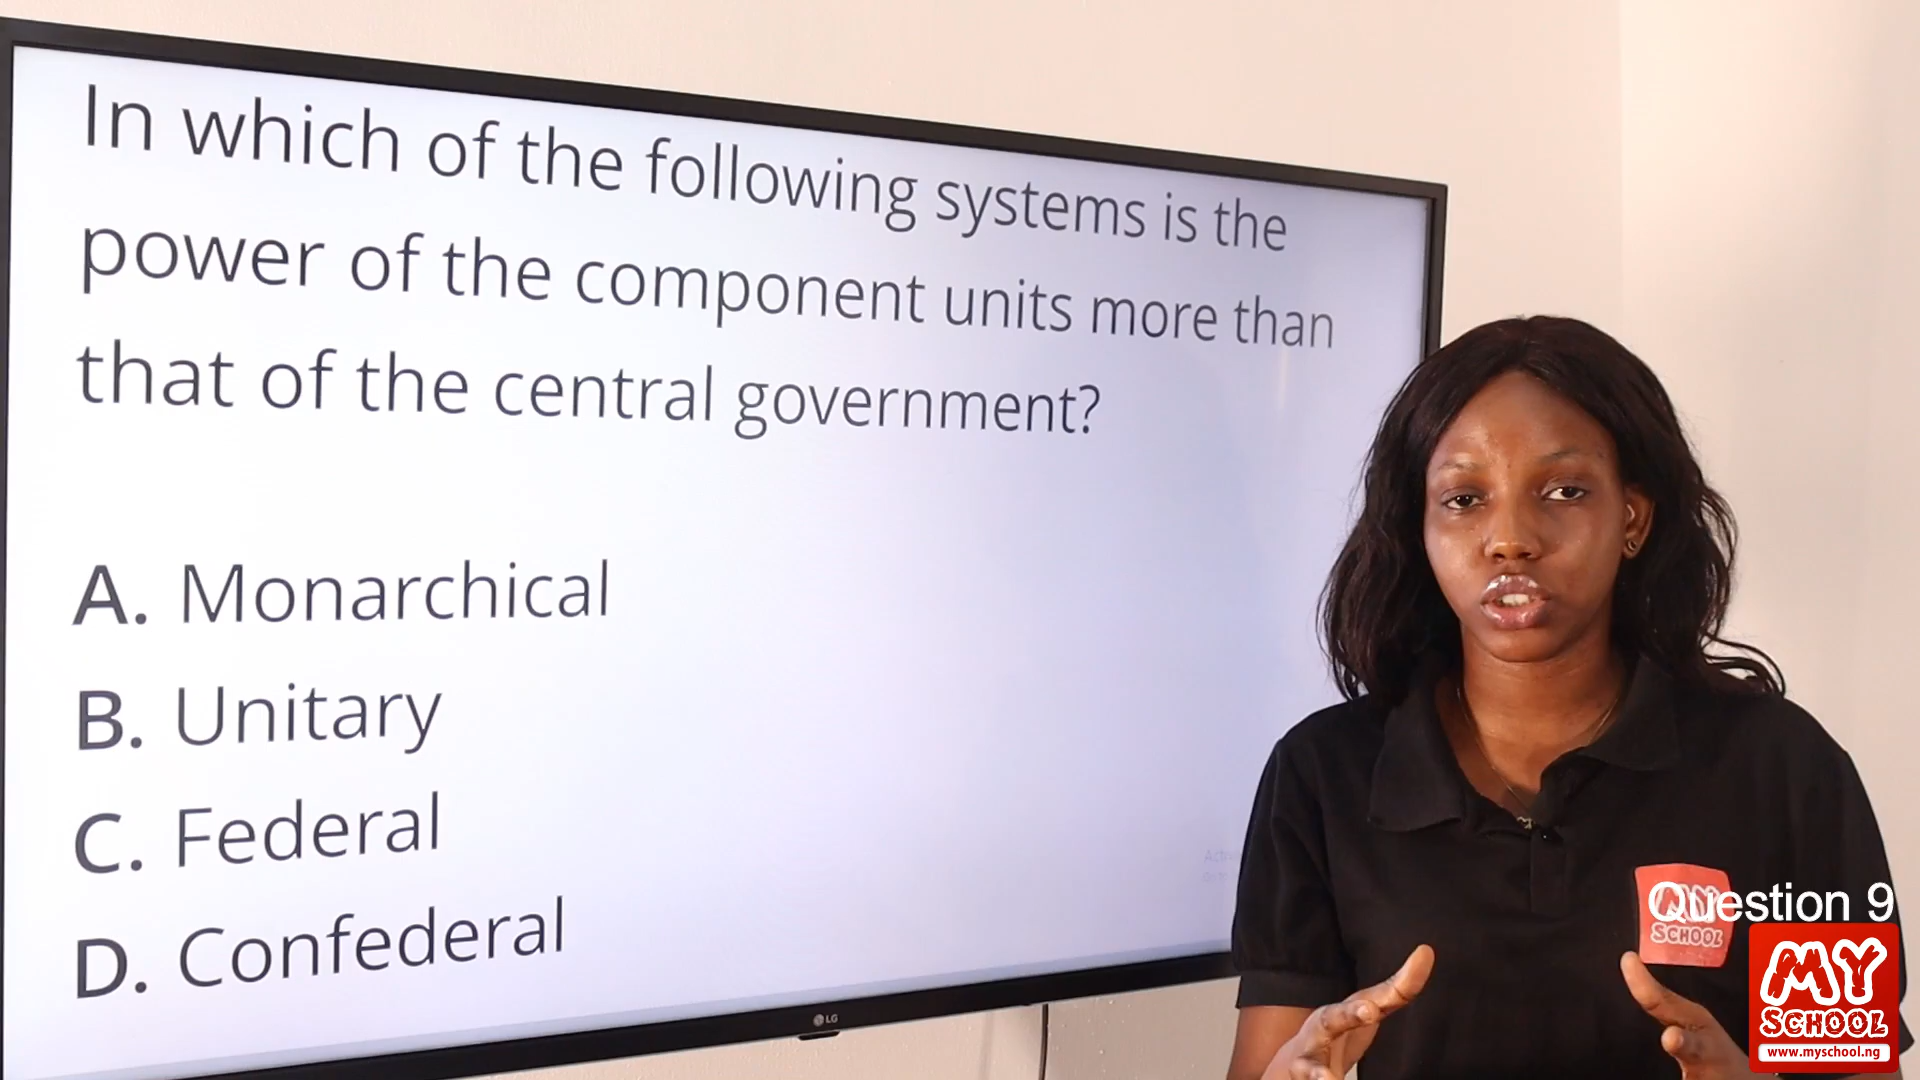 In which of the following systems is the
power of the component units more than
that of the central government?
A. Monarchical
B. Unitary
C. Federal
D. Confederal
LG
Question 9
SCHOOL
MY
SCHOOL
www.myschool.ng